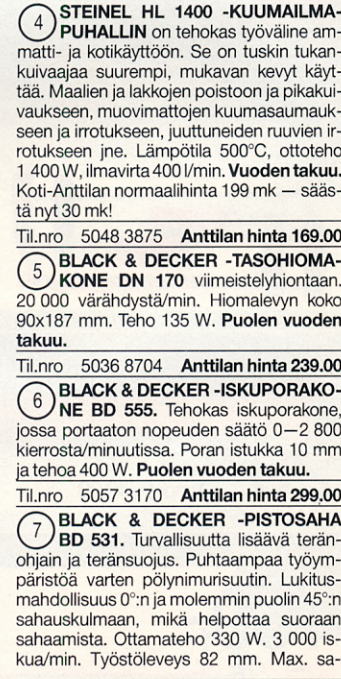 4 STEINEL HL 1400 -KUUMAILMA-
PUHALLIN on tehokas työväline am-
matti- ja kotikäyttöön. Se on tuskin tukan-
kuivaajaa suurempi, mukavan kevyt käyt-
tää. Maalien ja lakkojen poistoon ja pikakui-
vaukseen, muovimattojen kuumasaumauk-
seen ja irrotukseen, juuttuneiden ruuvien ir-
rotukseen jne. Lämpötila 500°C, ottoteho
1 400 W, ilmavirta 400 l/min. Vuoden takuu.
Koti-Anttilan normaalihinta 199 mk — sääs-
tä nyt 30 mk!
Til.nro 5048 3875 Anttilan hinta 169.00
5 BLACK & DECKER -TASOHIOMA-
KONE DN 170 viimeistelyhiontaan.
20 000 värähdystä/min. Hiomalevyn koko
90x187 mm. Teho 135 W. Puolen vuoden
takuu.
Til.nro 5036 8704 Anttilan hinta 239.00
6 BLACK & DECKER -ISKUPORAKO-
NE BD 555. Tehokas iskuporakone,
jossa portaaton nopeuden säätö 0—2 800
kierrosta/minuutissa. Poran istukka 10 mm
ja tehoa 400 W. Puolen vuoden takuu.
Til.nro 5057 3170 Anttilan hinta 299.00
7 BLACK & DECKER -PISTOSAHA
BD 531. Turvallisuutta lisäävä terän-
ohjain ja teränsuojus. Puhtaampaa työym-
päristöä varten pölynimurisuutin. Lukitus-
mahdollisuus 0°:n ja molemmin puolin 45°:n
sahauskulmaan, mikä helpottaa suoraan
sahaamista. Ottamateho 330 W. 3 000 is-
kua/min. Työstöleveys 82 mm. Max. sa-